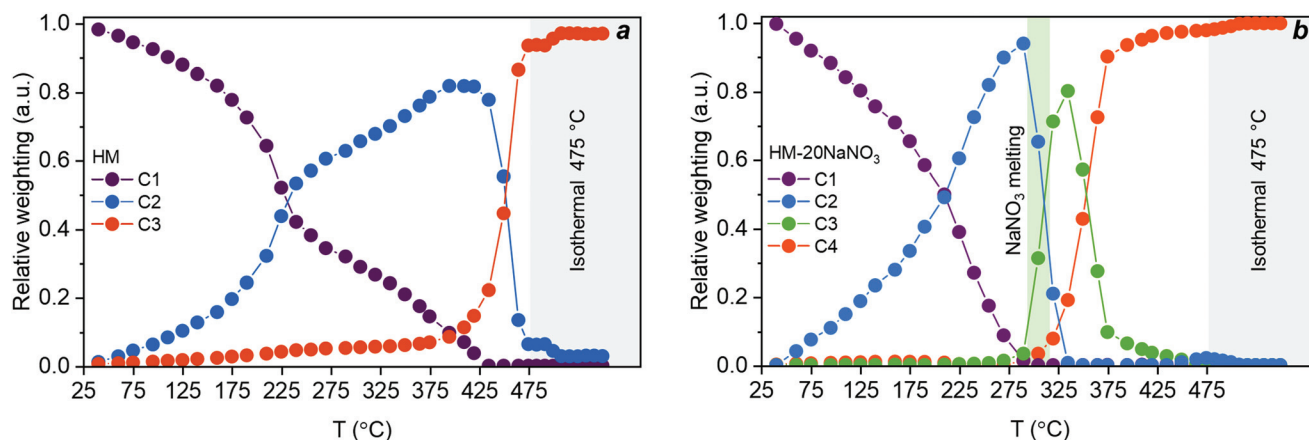 a
1.0
0.8
0.6
0.4
0.2
0.0
Relative weighting (a.u.)
HM
C1
C2
C3
Isothermal 475 °C
25 75 125 175 225 275 325 375 425 475
T (°C)
b
1.0
0.8
0.6
0.4
0.2
0.0
Relative weighting (a.u.)
HM-20NaNO₃
C1
C2
C3
C4
NaNO₃ melting
Isothermal 475 °C
25 75 125 175 225 275 325 375 425 475
T (°C)